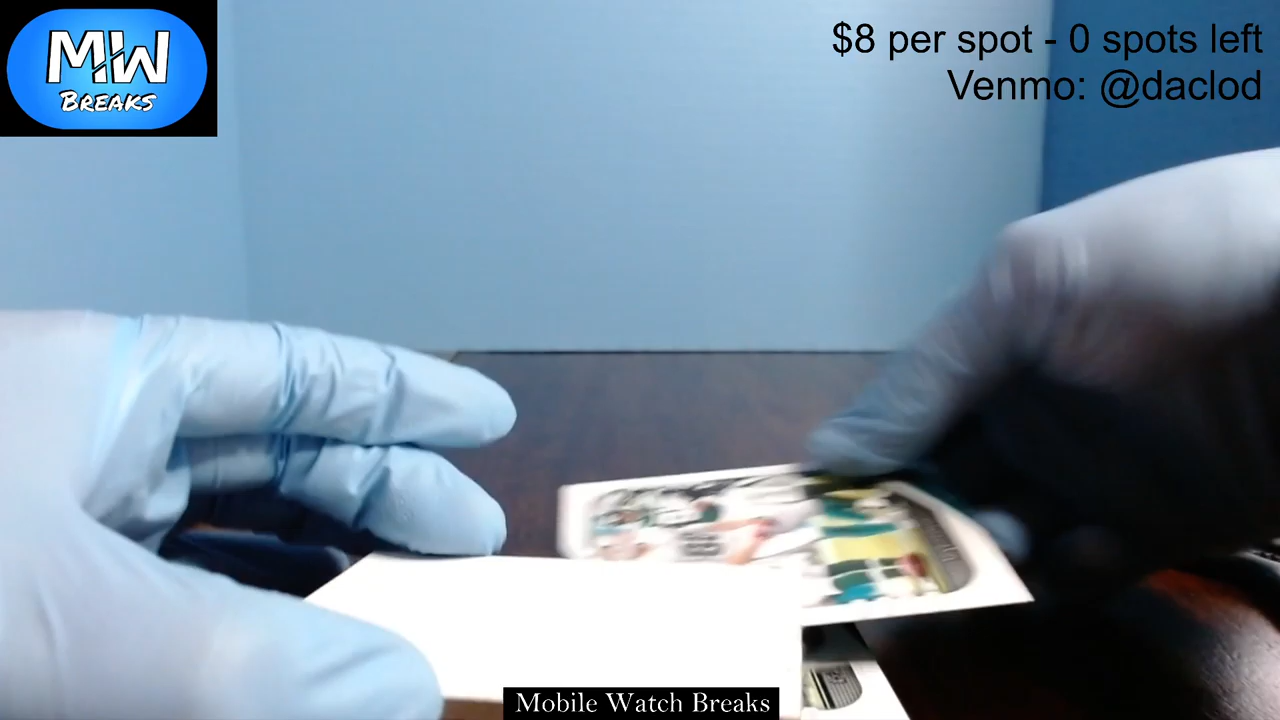 MW
BREAKS
$8 per spot - 0 spots left
Venmo: @daclod
Mobile Watch Breaks